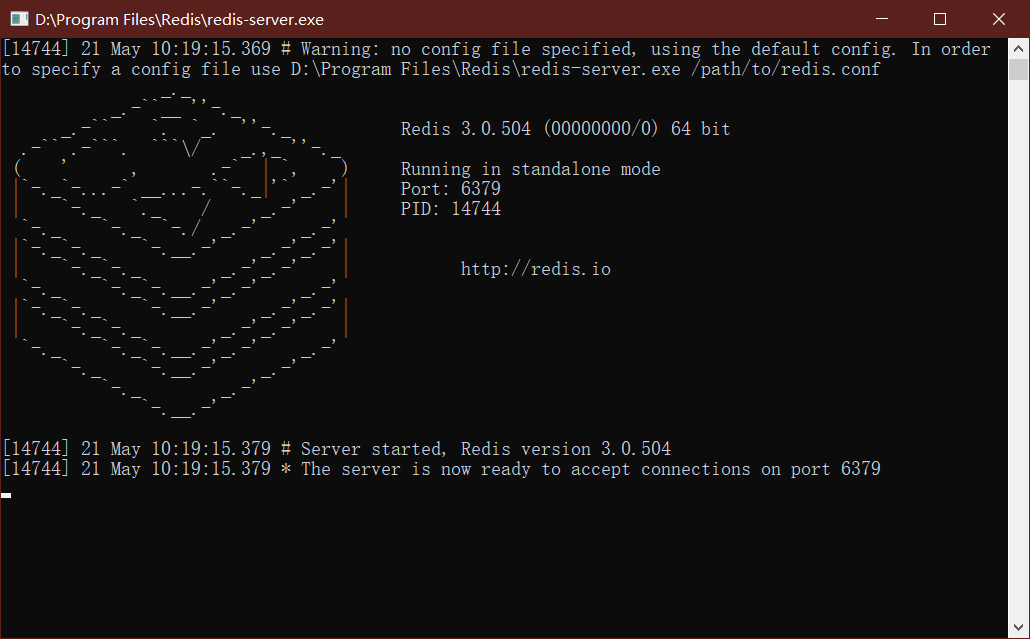 D:\Program Files\Redis\redis-server.exe
[14744] 21 May 10:19:15.369 # Warning: no config file specified, using the default config. In order
to specify a config file use D:\Program Files\Redis\redis-server.exe /path/to/redis.conf
Redis 3.0.504 (00000000/0) 64 bit
Running in standalone mode
Port: 6379
PID: 14744
http://redis.io
[14744] 21 May 10:19:15.379 # Server started, Redis version 3.0.504
[14744] 21 May 10:19:15.379 * The server is now ready to accept connections on port 6379